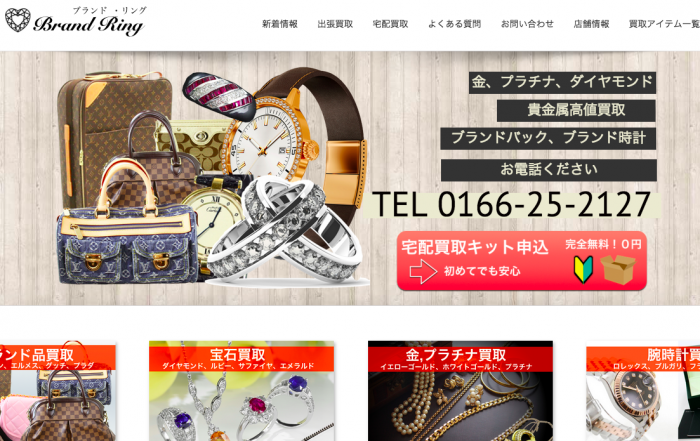 ブランド ・リング
Brand Ring
新着情報 出張買取 宅配買取 よくある質問 お問い合わせ 店舗情報 買取アイテム一覧
金、プラチナ、ダイヤモンド
貴金属高値買取
ブランドバック、ブランド時計
お電話ください
TEL 0166-25-2127
宅配買取キット申込 完全無料！０円
初めてでも安心
ランド品買取
ン、エルメス、グッチ、プラダ
宝石買取
ダイヤモンド、ルビー、サファイヤ、エメラルド
金,プラチナ買取
イエローゴールド、ホワイトゴールド、プラチナ
腕時計買
ロレックス、ブルガリ、フラ